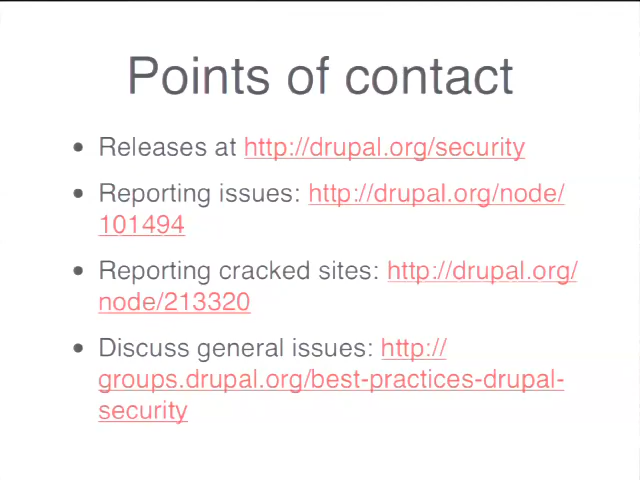 Points of contact
• Releases at http://drupal.org/security
• Reporting issues: http://drupal.org/node/
101494
• Reporting cracked sites: http://drupal.org/
node/213320
• Discuss general issues: http://
groups.drupal.org/best-practices-drupal-
security